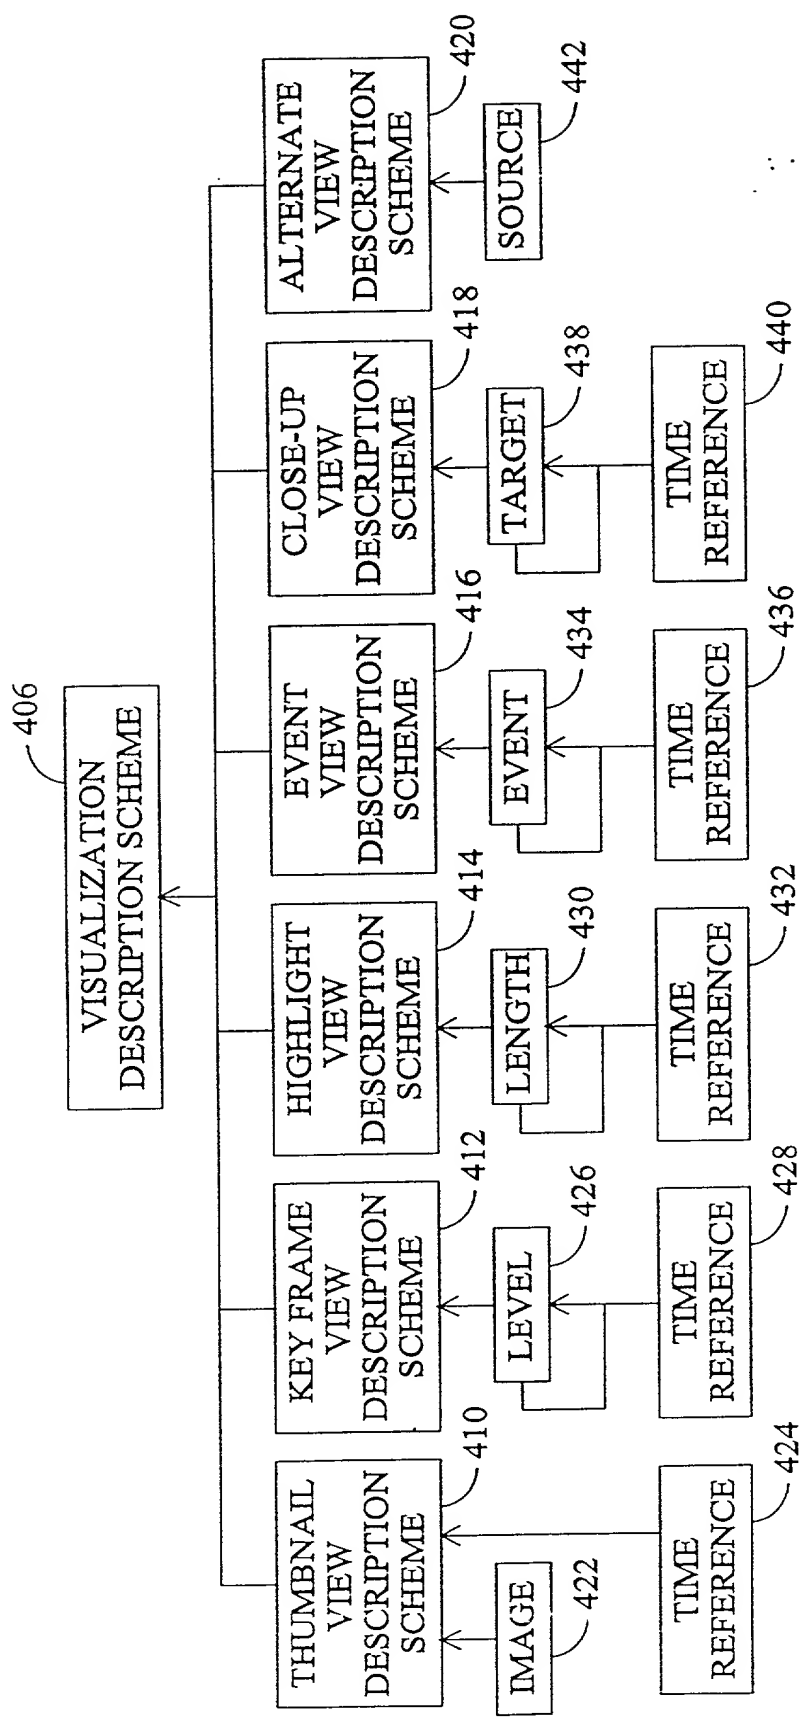 406
VISUALIZATION
DESCRIPTION SCHEME
THUMBNAIL
VIEW
DESCRIPTION
SCHEME
410
KEY FRAME
VIEW
DESCRIPTION
SCHEME
412
HIGHLIGHT
VIEW
DESCRIPTION
SCHEME
414
EVENT
VIEW
DESCRIPTION
SCHEME
416
CLOSE-UP
VIEW
DESCRIPTION
SCHEME
418
ALTERNATE
VIEW
DESCRIPTION
SCHEME
420
IMAGE
422
LEVEL
426
LENGTH
430
EVENT
434
TARGET
438
SOURCE
442
TIME
REFERENCE
424
TIME
REFERENCE
428
TIME
REFERENCE
432
TIME
REFERENCE
436
TIME
REFERENCE
440